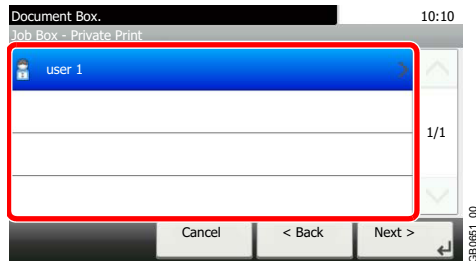 Document Box. 10:10
Job Box - Private Print
user 1
1/1
Cancel < Back Next >
GB0651_00